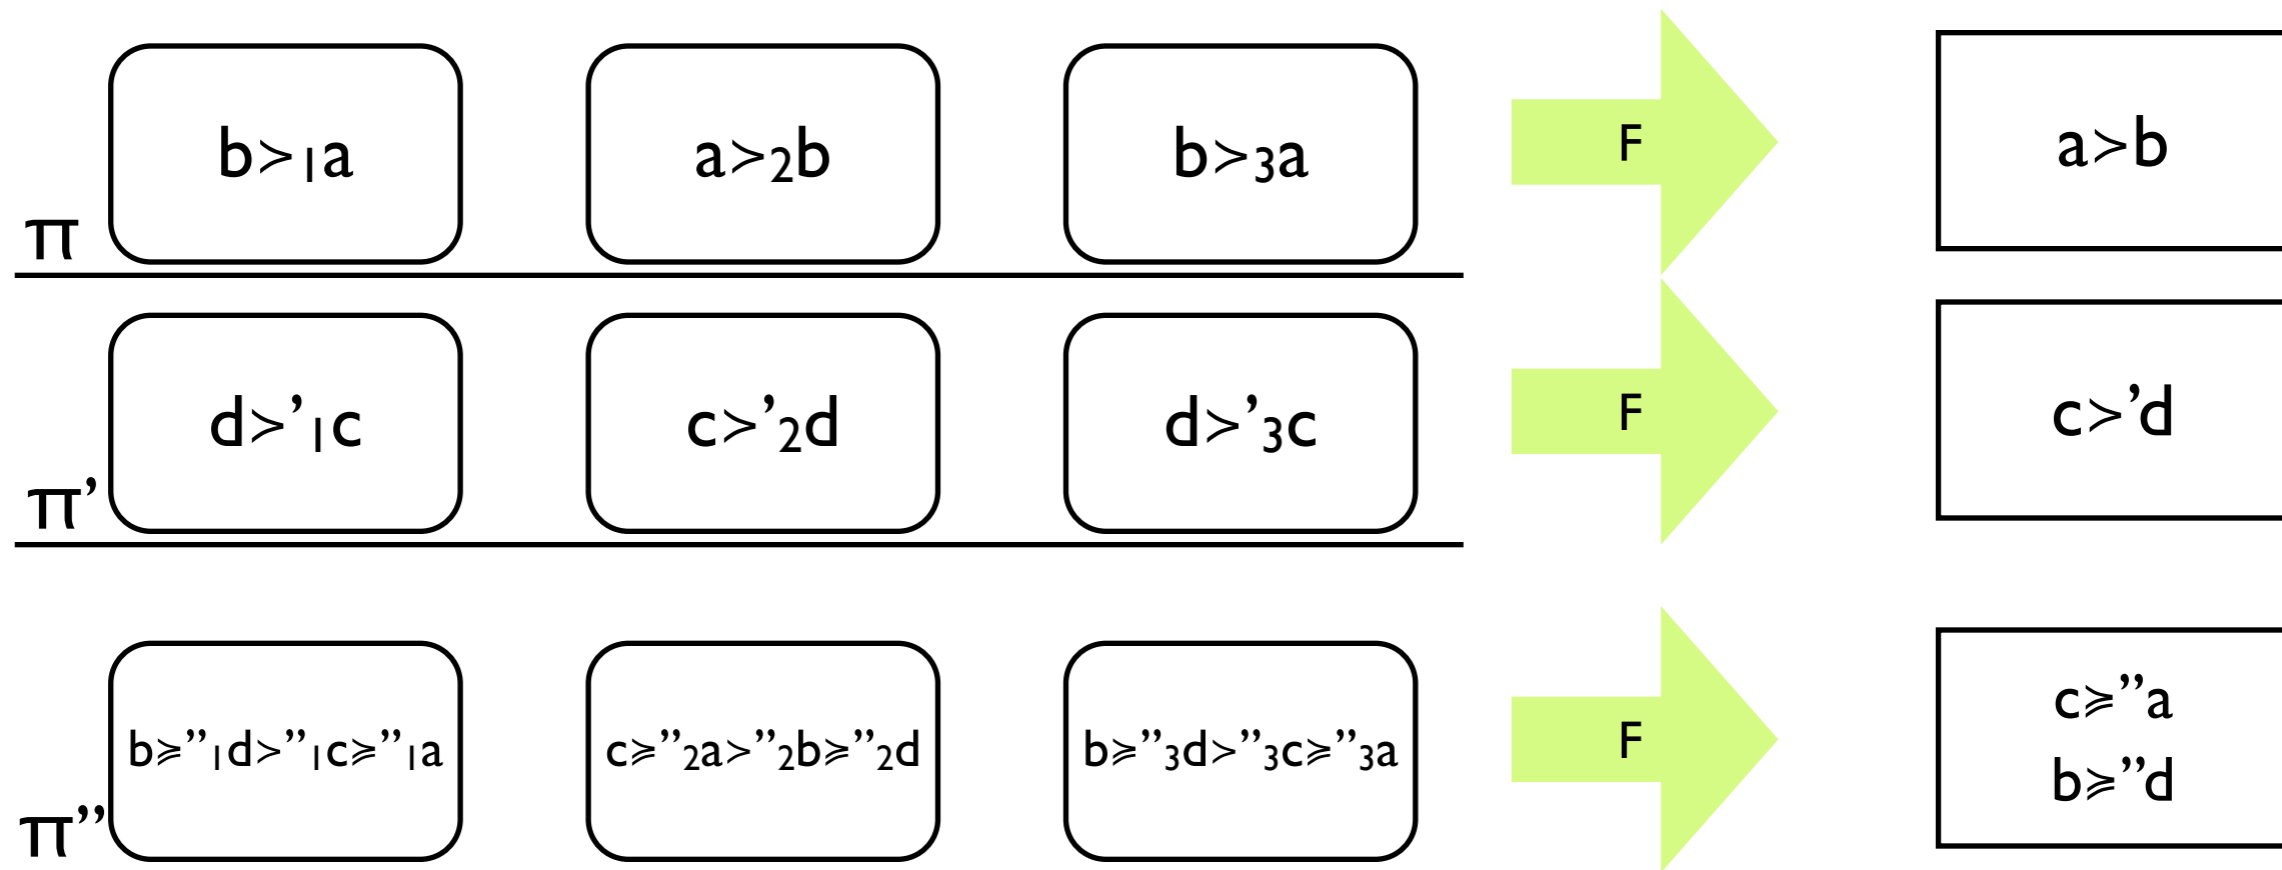 b≻₁a a≻₂b b≻₃a F a≻b
π
d≻’₁c c≻’₂d d≻’₃c F c≻’d
π’
b≽’’₁d≻’’₁c≽’’₁a c≽’’₂a≻’’₂b≽’’₂d b≽’’₃d≻’’₃c≽’’₃a F c≽’’a
b≽’’d
π’’